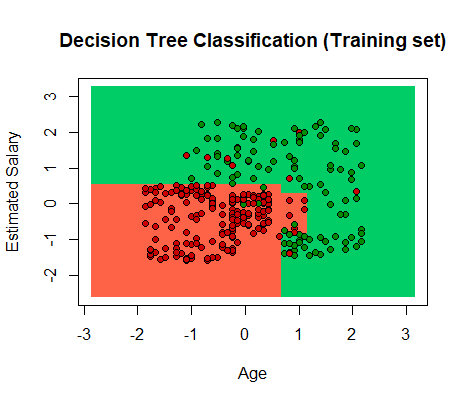 Decision Tree Classification (Training set)
Estimated Salary
3
2
1
0
-1
-2
-3 -2 -1 0 1 2 3
Age